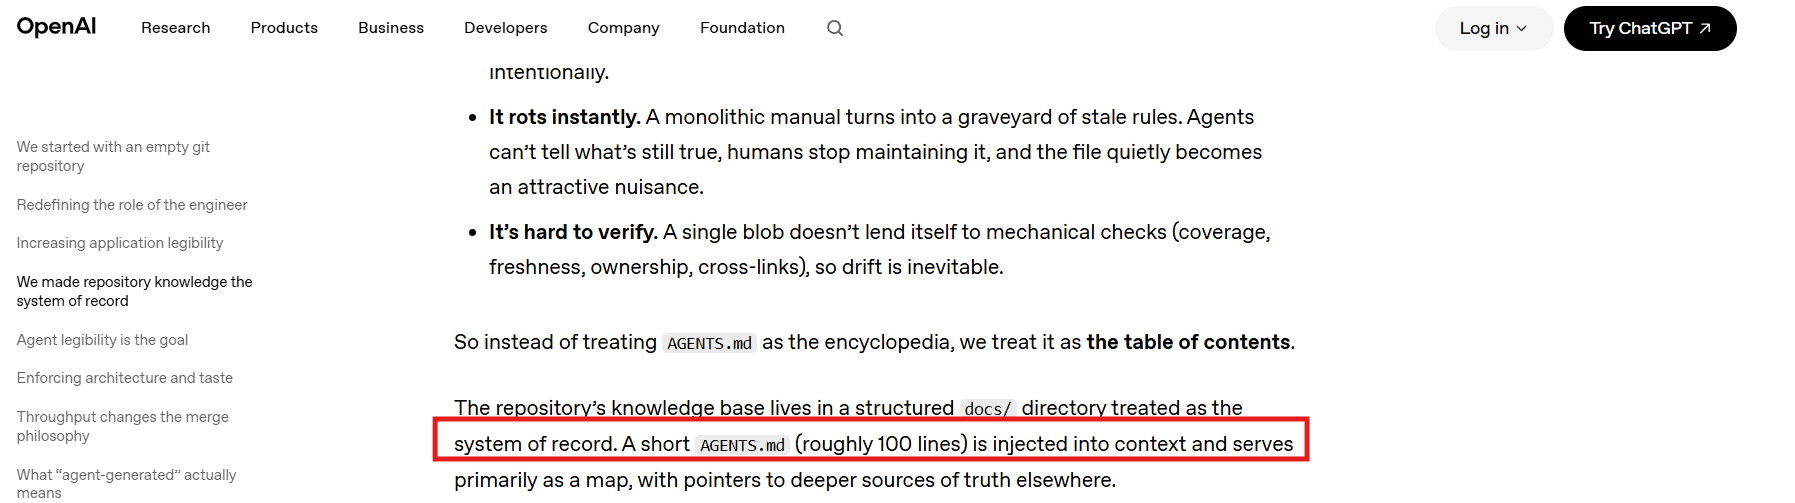 OpenAI Research Products Business Developers Company Foundation Log in Try ChatGPT ↗
We started with an empty git
repository
Redefining the role of the engineer
Increasing application legibility
We made repository knowledge the
system of record
Agent legibility is the goal
Enforcing architecture and taste
Throughput changes the merge
philosophy
What “agent-generated” actually
means
intentionally.
• It rots instantly. A monolithic manual turns into a graveyard of stale rules. Agents
can’t tell what’s still true, humans stop maintaining it, and the file quietly becomes
an attractive nuisance.
• It’s hard to verify. A single blob doesn’t lend itself to mechanical checks (coverage,
freshness, ownership, cross-links), so drift is inevitable.
So instead of treating AGENTS.md as the encyclopedia, we treat it as the table of contents.
The repository’s knowledge base lives in a structured docs/ directory treated as the
system of record. A short AGENTS.md (roughly 100 lines) is injected into context and serves
primarily as a map, with pointers to deeper sources of truth elsewhere.